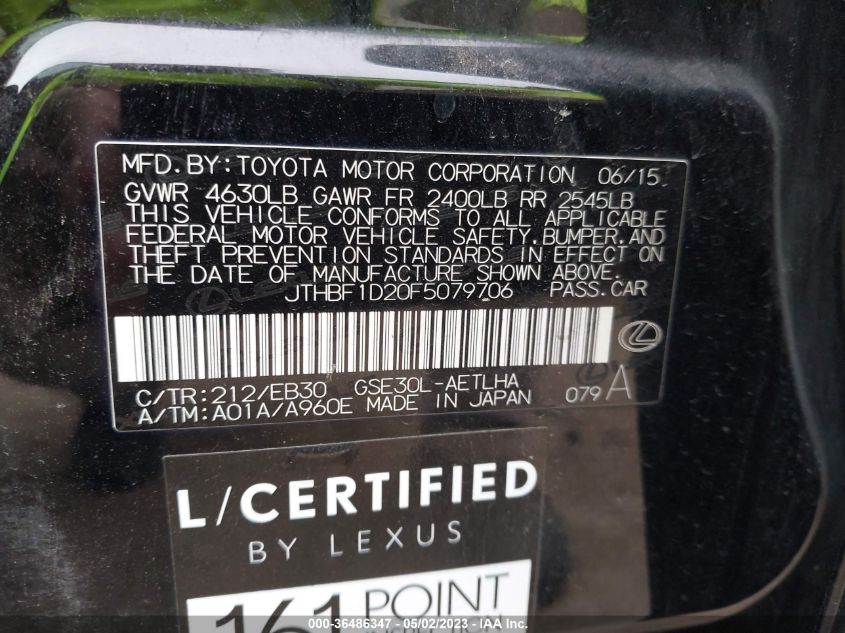 MFD.BY:TOYOTA MOTOR CORPORATION 06/15
GVWR 4630LB GAWR FR 2400LB RR 2545LB
THIS VEHICLE CONFORMS TO ALL APPLICABLE
FEDERAL MOTOR VEHICLE SAFETY,BUMPER,AND
THEFT PREVENTION STANDARDS IN EFFECT ON
THE DATE OF MANUFACTURE SHOWN ABOVE.
JTHBF1D20F5079706 PASS.CAR
C/TR:212/EB30 GSE30L-AETLHA
A/TM:A01A/A960E MADE IN JAPAN 079A
L/CERTIFIED
BY LEXUS
161 POINT
000-36486347 - 05/02/2023 - IAA Inc.